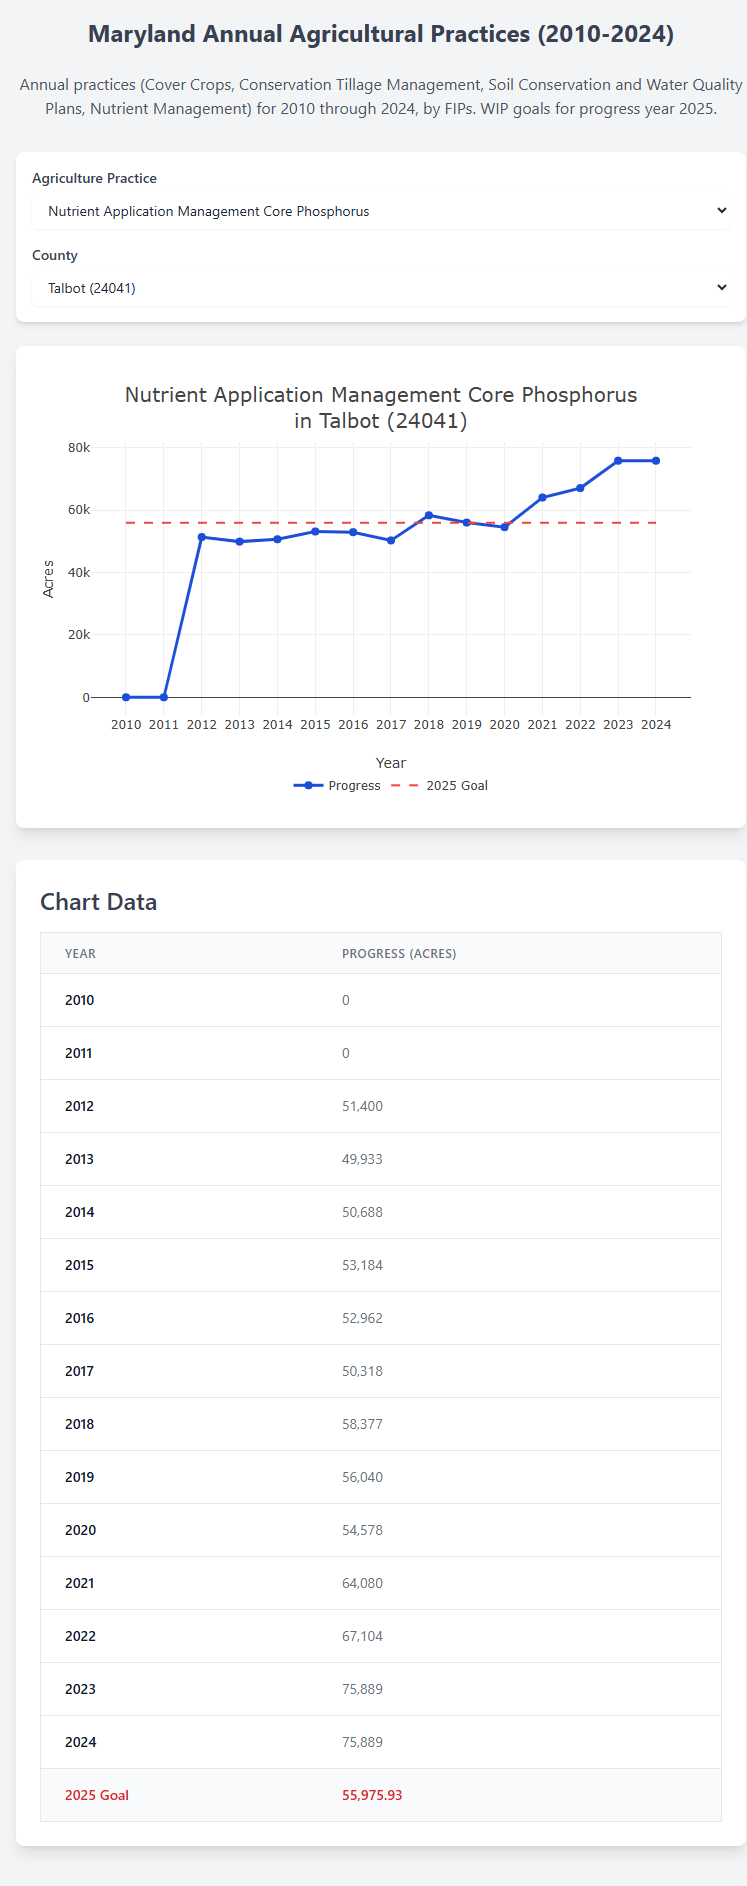 Maryland Annual Agricultural Practices (2010-2024)
Annual practices (Cover Crops, Conservation Tillage Management, Soil Conservation and Water Quality
Plans, Nutrient Management) for 2010 through 2024, by FIPs. WIP goals for progress year 2025.
Agriculture Practice
Nutrient Application Management Core Phosphorus
County
Talbot (24041)
Nutrient Application Management Core Phosphorus
in Talbot (24041)
80k
60k
40k
20k
0
Acres
2010 2011 2012 2013 2014 2015 2016 2017 2018 2019 2020 2021 2022 2023 2024
Year
Progress 2025 Goal
Chart Data
YEAR PROGRESS (ACRES)
2010 0
2011 0
2012 51,400
2013 49,933
2014 50,688
2015 53,184
2016 52,962
2017 50,318
2018 58,377
2019 56,040
2020 54,578
2021 64,080
2022 67,104
2023 75,889
2024 75,889
2025 Goal 55,975.93